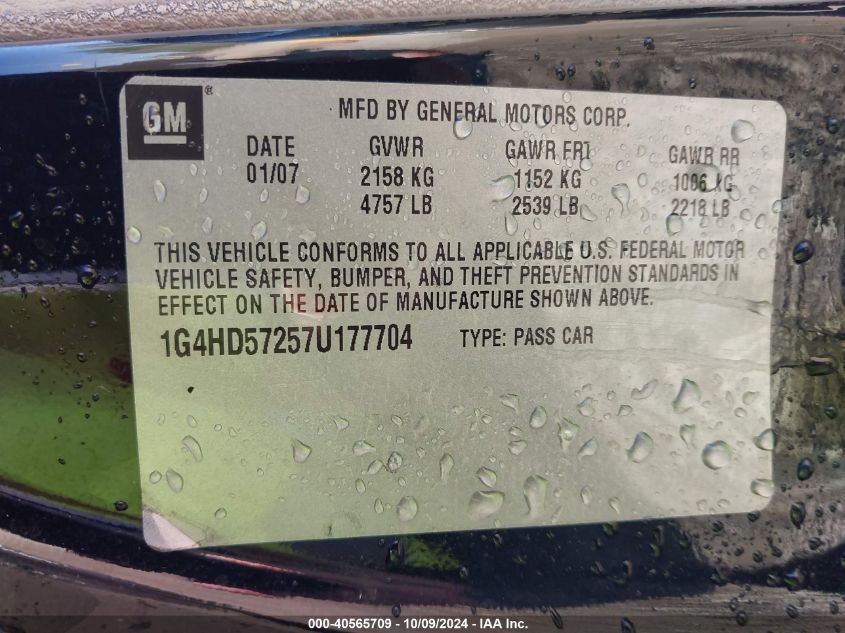 GM ®
MFD BY GENERAL MOTORS CORP.
DATE GVWR GAWR FRT GAWR RR
01/07 2158 KG 1152 KG 1006 KG
4757 LB 2539 LB 2218 LB
THIS VEHICLE CONFORMS TO ALL APPLICABLE U.S. FEDERAL MOTOR
VEHICLE SAFETY, BUMPER, AND THEFT PREVENTION STANDARDS IN
EFFECT ON THE DATE OF MANUFACTURE SHOWN ABOVE.
1G4HD57257U177704 TYPE: PASS CAR
000-40565709 - 10/09/2024 - IAA Inc.